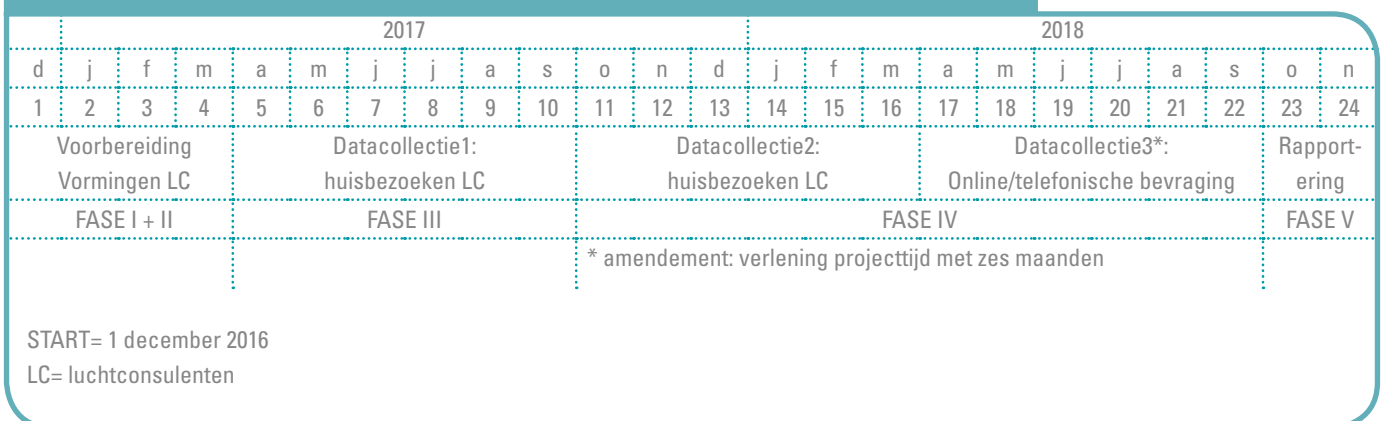 2017 2018
d j f m a m j j a s o n d j f m a m j j a s o n
1 2 3 4 5 6 7 8 9 10 11 12 13 14 15 16 17 18 19 20 21 22 23 24
Voorbereiding Datacollectie1: Datacollectie2: Datacollectie3*: Rapport-
Vormingen LC huisbezoeken LC huisbezoeken LC Online/telefonische bevraging ering
FASE I + II FASE III FASE IV FASE V
* amendement: verlening projecttijd met zes maanden
START= 1 december 2016
LC= luchtconsulenten